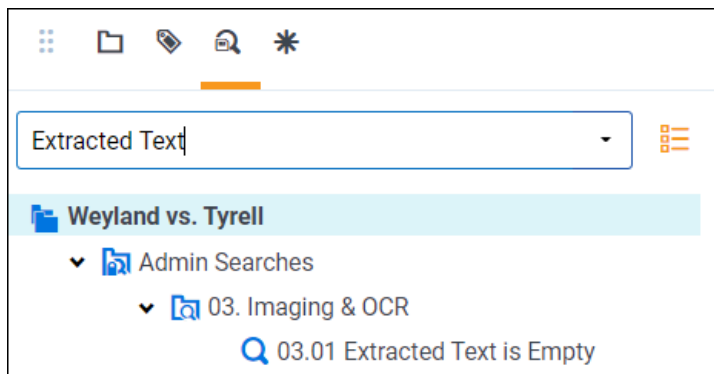 Extracted Text
Weyland vs. Tyrell
Admin Searches
03. Imaging & OCR
03.01 Extracted Text is Empty